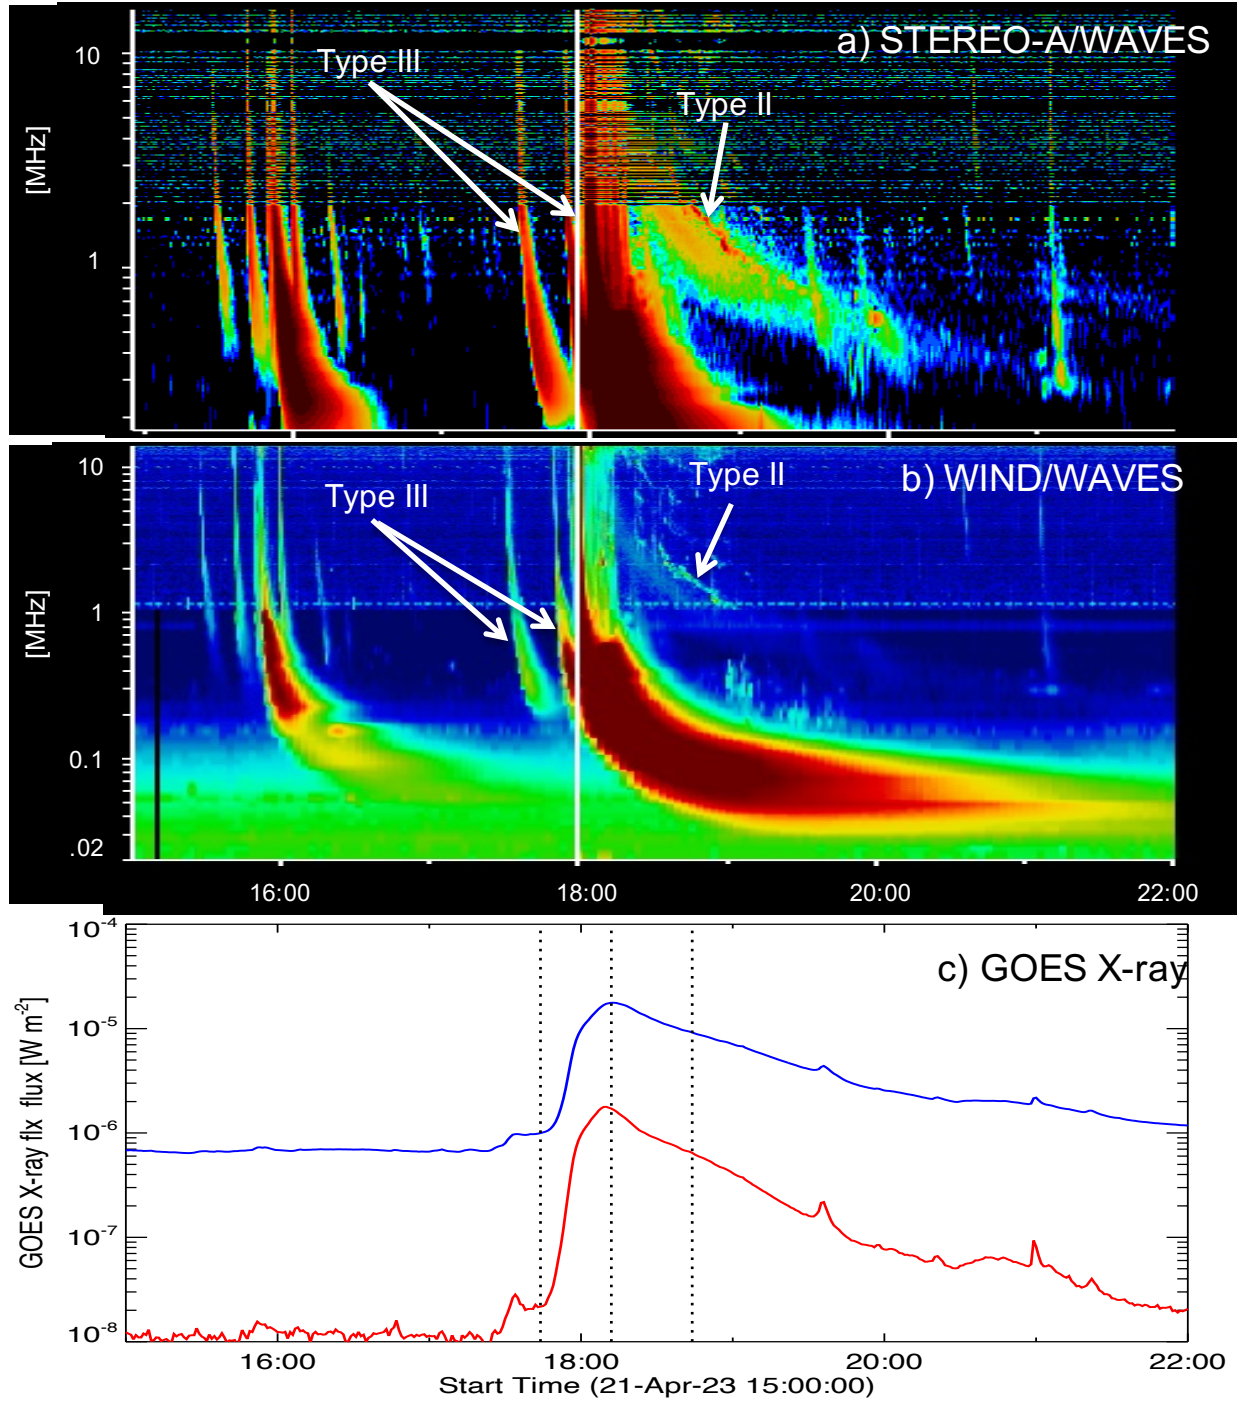 a) STEREO-A/WAVES
Type III
Type II
10
1
[MHz]
b) WIND/WAVES
Type III
Type II
10
1
0.1
.02
[MHz]
16:00 18:00 20:00 22:00
c) GOES X-ray
10-4
10-5
10-6
10-7
10-8
GOES X-ray flx flux [W m-2]
16:00 18:00 20:00 22:00
Start Time (21-Apr-23 15:00:00)